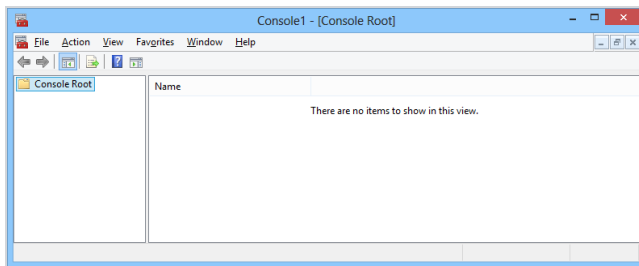 Console1 - [Console Root]
File Action View Favorites Window Help
Console Root
Name
There are no items to show in this view.